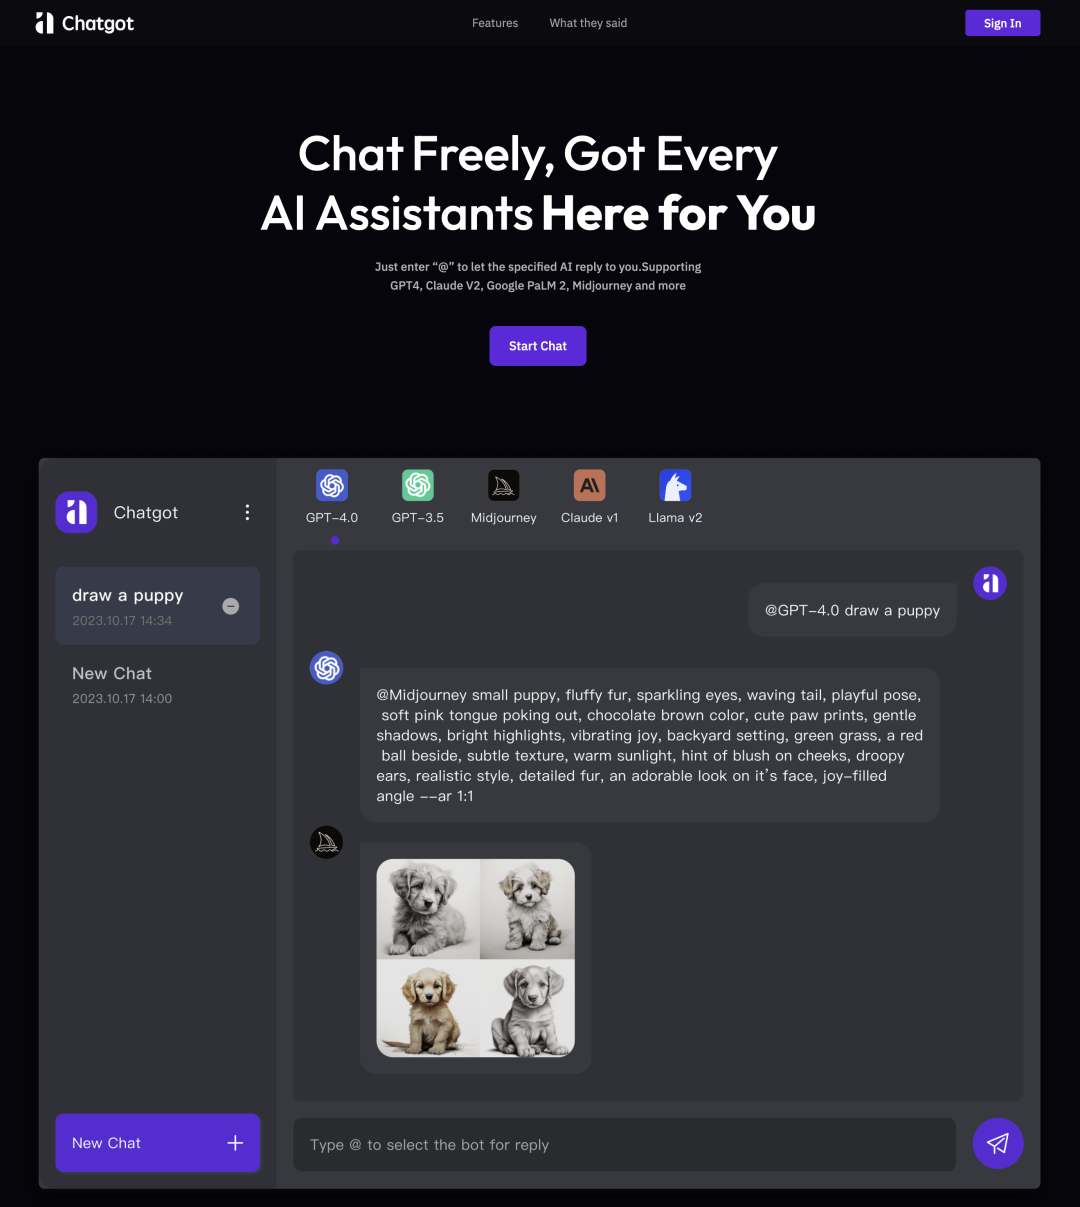 Chatgot
Features
What they said
Sign In
Chat Freely, Got Every
AI Assistants Here for You
Just enter “@” to let the specified AI reply to you.Supporting
GPT4, Claude V2, Google PaLM 2, Midjourney and more
Start Chat
Chatgot
draw a puppy
2023.10.17 14:34
New Chat
2023.10.17 14:00
New Chat
GPT-4.0
GPT-3.5
Midjourney
Claude v1
Llama v2
@GPT-4.0 draw a puppy
@Midjourney small puppy, fluffy fur, sparkling eyes, waving tail, playful pose,
soft pink tongue poking out, chocolate brown color, cute paw prints, gentle
shadows, bright highlights, vibrating joy, backyard setting, green grass, a red
ball beside, subtle texture, warm sunlight, hint of blush on cheeks, droopy
ears, realistic style, detailed fur, an adorable look on it's face, joy-filled
angle --ar 1:1
Type @ to select the bot for reply